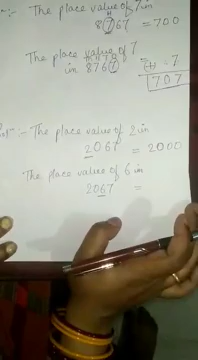 The place value of 7 in
H
8767 = 700
The place value of 7
Th H T O
in 8767 = 7
707
:- The place value of 2 in
2067 = 2000
The place value of 6 in
2067 =